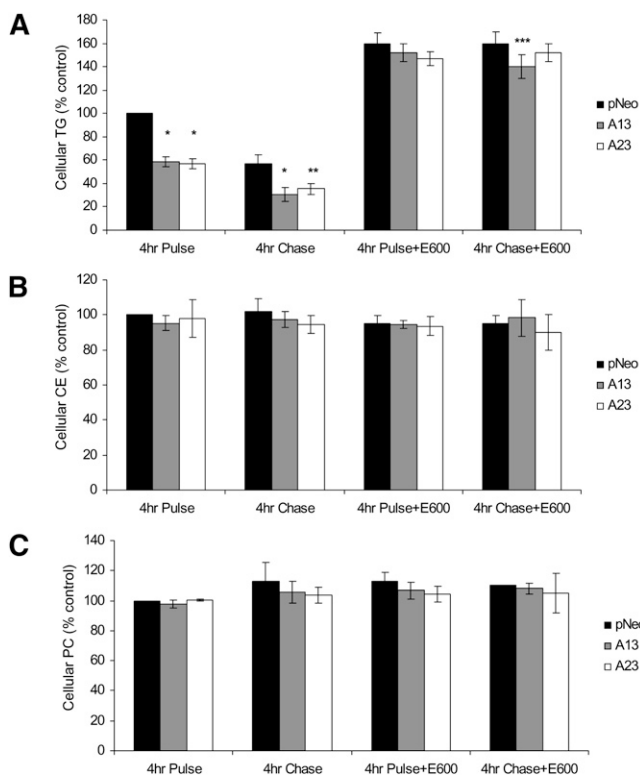 A
Cellular TG (% control)
180
160
140
120
100
80
60
40
20
0
* *
* **
***
4hr Pulse 4hr Chase 4hr Pulse+E600 4hr Chase+E600
pNeo
A13
A23
B
Cellular CE (% control)
120
100
80
60
40
20
0
4hr Pulse 4hr Chase 4hr Pulse+E600 4hr Chase+E600
pNeo
A13
A23
C
Cellular PC (% control)
140
120
100
80
60
40
20
0
4hr Pulse 4hr Chase 4hr Pulse+E600 4hr Chase+E600
pNeo
A13
A23